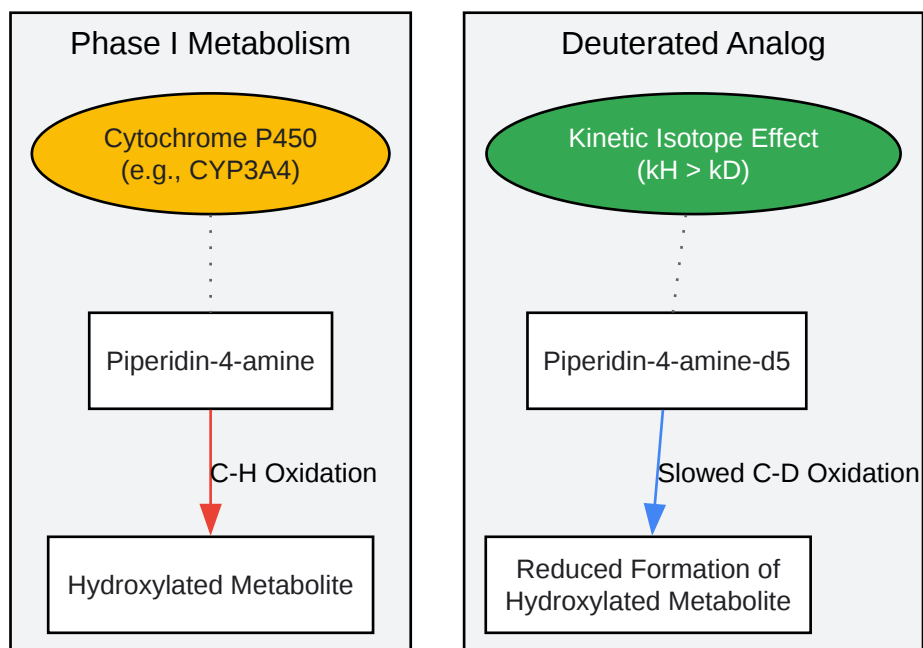 Phase I Metabolism
Cytochrome P450
(e.g., CYP3A4)
Piperidin-4-amine
C-H Oxidation
Hydroxylated Metabolite
Deuterated Analog
Kinetic Isotope Effect
(kH > kD)
Piperidin-4-amine-d5
Slowed C-D Oxidation
Reduced Formation of
Hydroxylated Metabolite